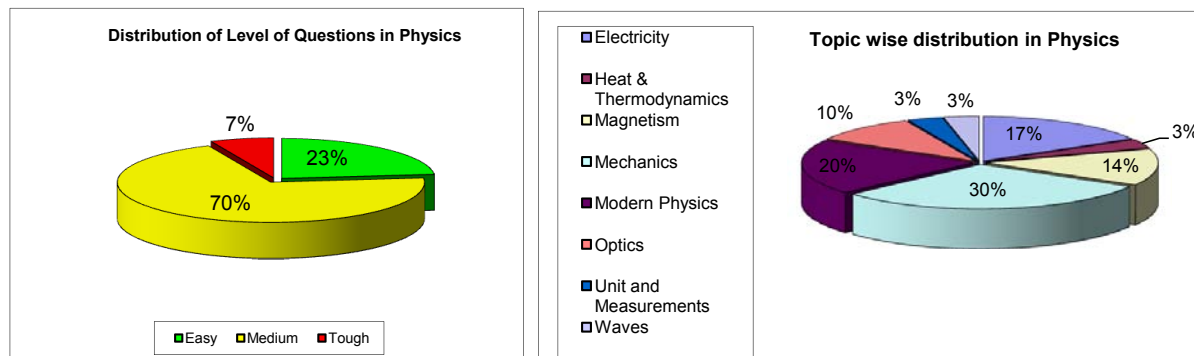 Distribution of Level of Questions in Physics
7%
23%
70%
Easy Medium Tough
Electricity
Heat &
Thermodynamics
Magnetism
Mechanics
Modern Physics
Optics
Unit and
Measurements
Waves
Topic wise distribution in Physics
3%
3%
10%
17%
3%
20%
14%
30%